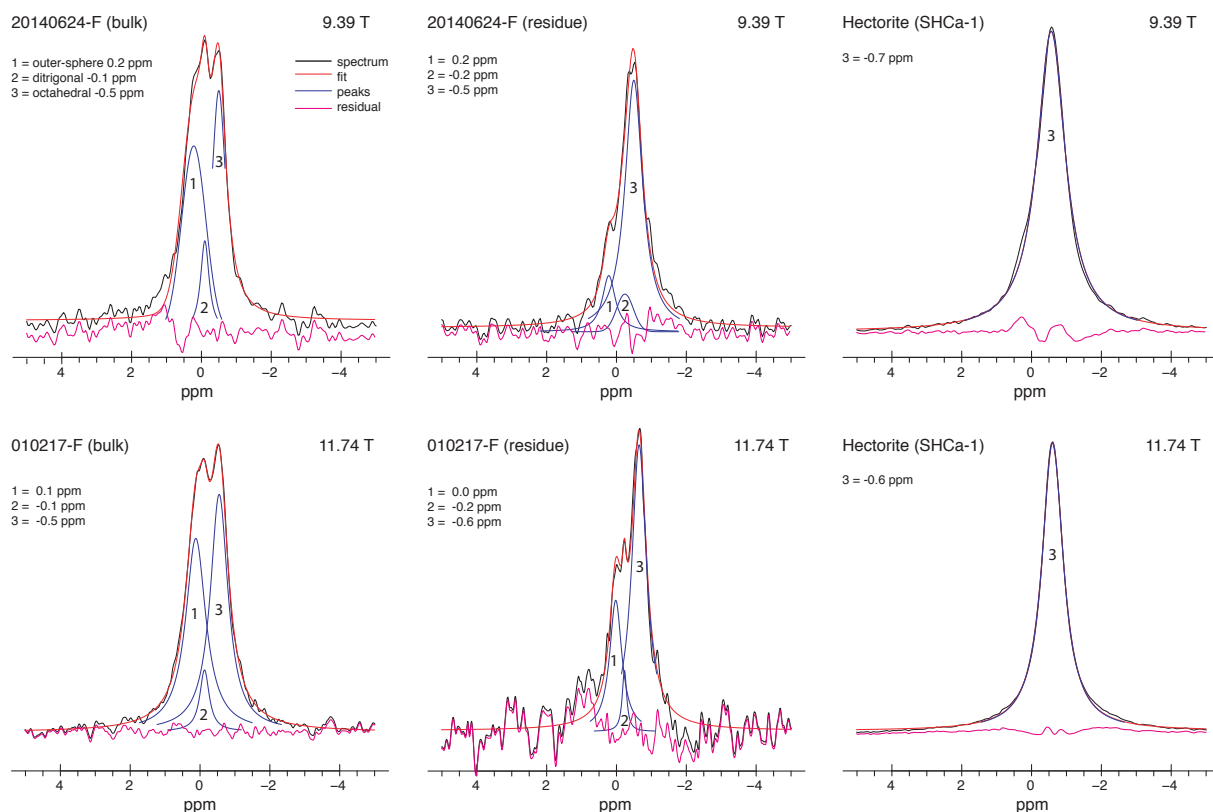 20140624-F (bulk) 9.39 T
1 = outer-sphere 0.2 ppm
2 = ditrigonal -0.1 ppm
3 = octahedral -0.5 ppm
spectrum
fit
peaks
residual
3
1
2
4 2 0 −2 −4
ppm
20140624-F (residue) 9.39 T
1 = 0.2 ppm
2 = -0.2 ppm
3 = -0.5 ppm
3
1 2
4 2 0 −2 −4
ppm
Hectorite (SHCa-1) 9.39 T
3 = -0.7 ppm
3
4 2 0 −2 −4
ppm
010217-F (bulk) 11.74 T
1 = 0.1 ppm
2 = -0.1 ppm
3 = -0.5 ppm
1 3
2
4 2 0 −2 −4
ppm
010217-F (residue) 11.74 T
1 = 0.0 ppm
2 = -0.2 ppm
3 = -0.6 ppm
3
1
2
4 2 0 −2 −4
ppm
Hectorite (SHCa-1) 11.74 T
3 = -0.6 ppm
3
4 2 0 −2 −4
ppm